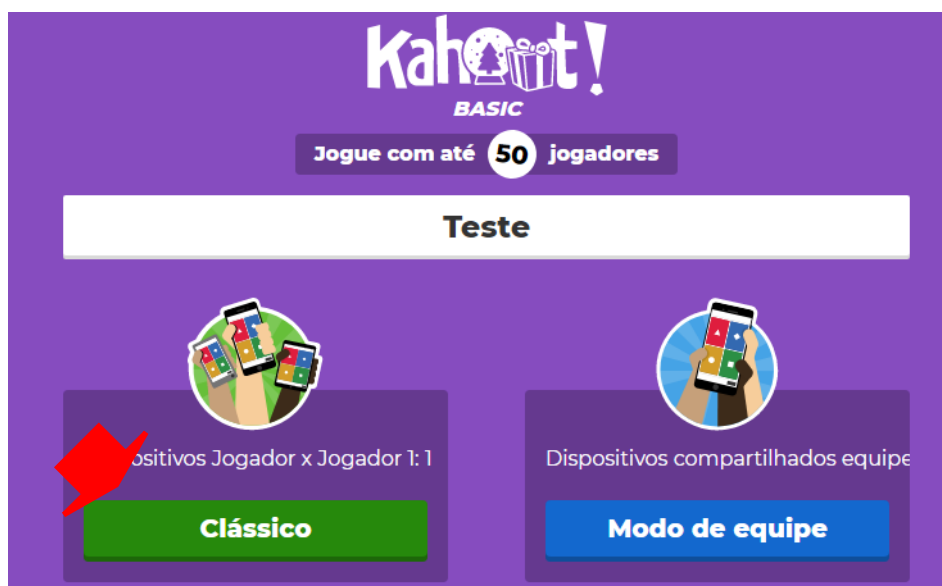 Kahoot!
BASIC
Jogue com até 50 jogadores
Teste
Jogador x Jogador 1: 1
Dispositivos compartilhados equipe
Clássico
Modo de equipe